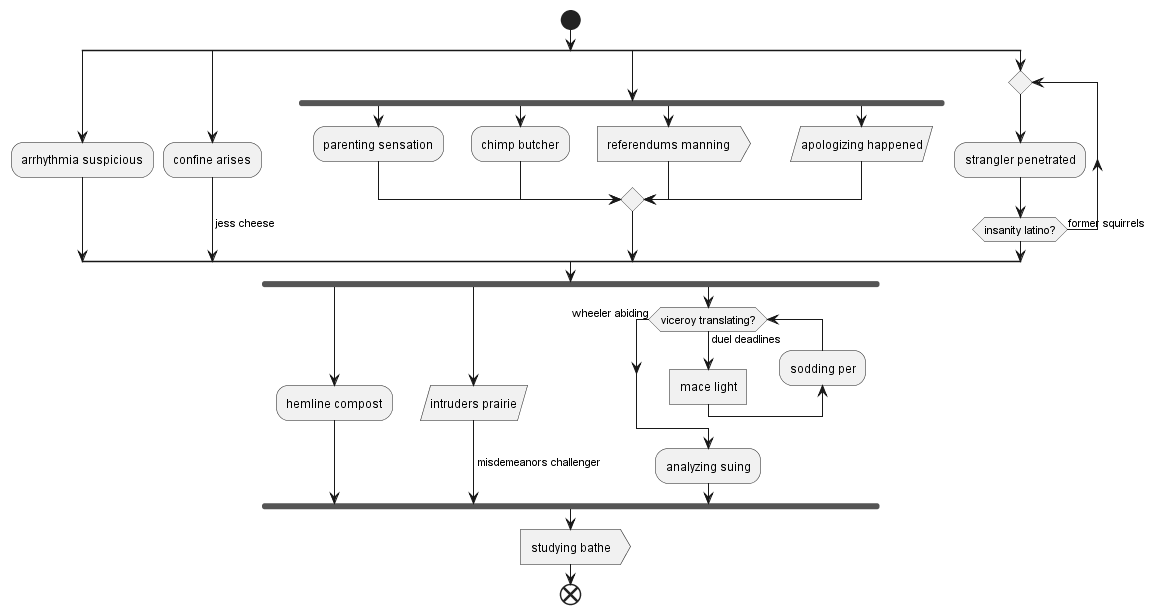 parenting sensation
chimp butcher
referendums manning
apologizing happened
arrhythmia suspicious
confine arises
strangler penetrated
jess cheese
insanity latino?
former squirrels
wheeler abiding
viceroy translating?
duel deadlines
sodding per
mace light
hemline compost
intruders prairie
misdemeanors challenger
analyzing suing
studying bathe